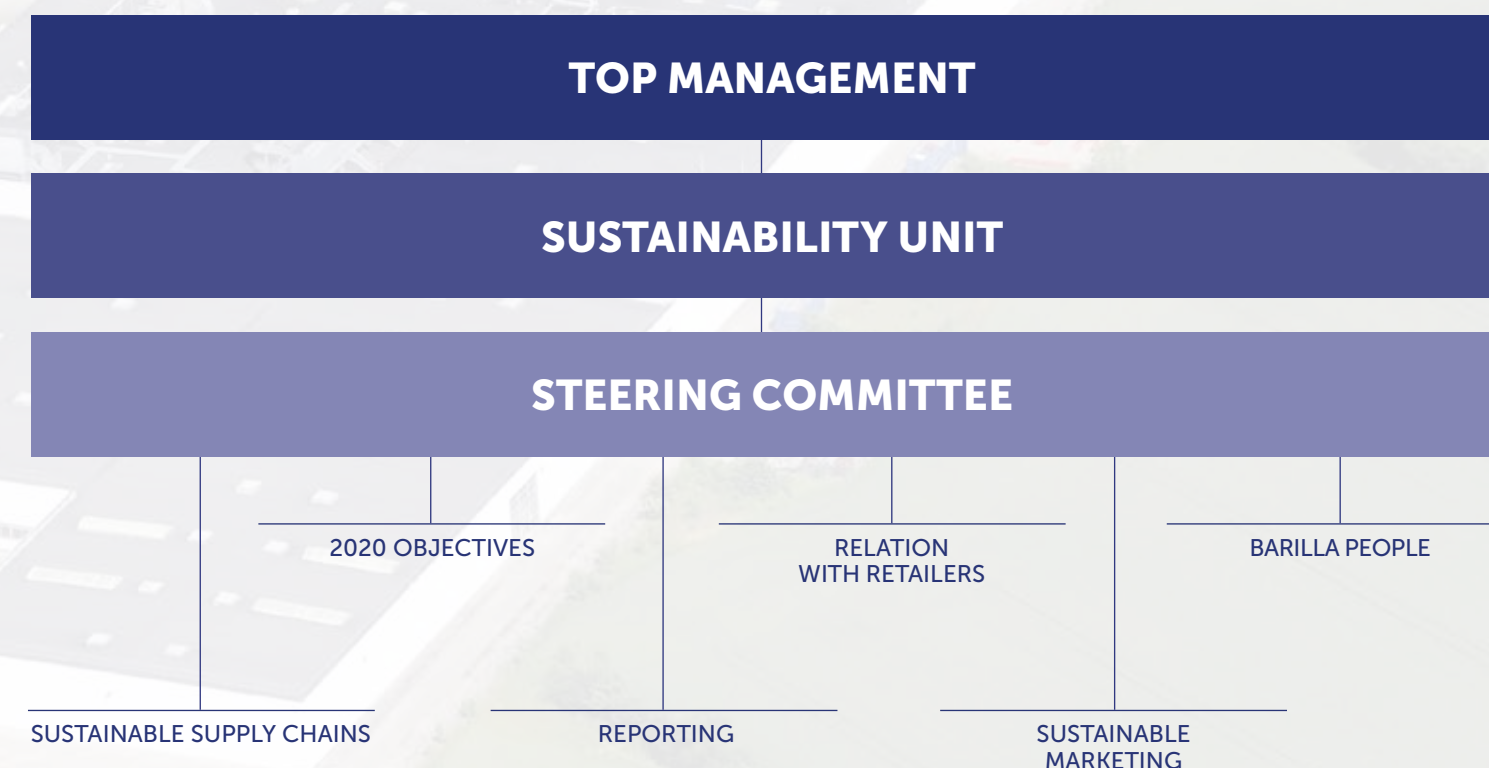 TOP MANAGEMENT
SUSTAINABILITY UNIT
STEERING COMMITTEE
2020 OBJECTIVES
RELATION
WITH RETAILERS
BARILLA PEOPLE
SUSTAINABLE SUPPLY CHAINS
REPORTING
SUSTAINABLE
MARKETING